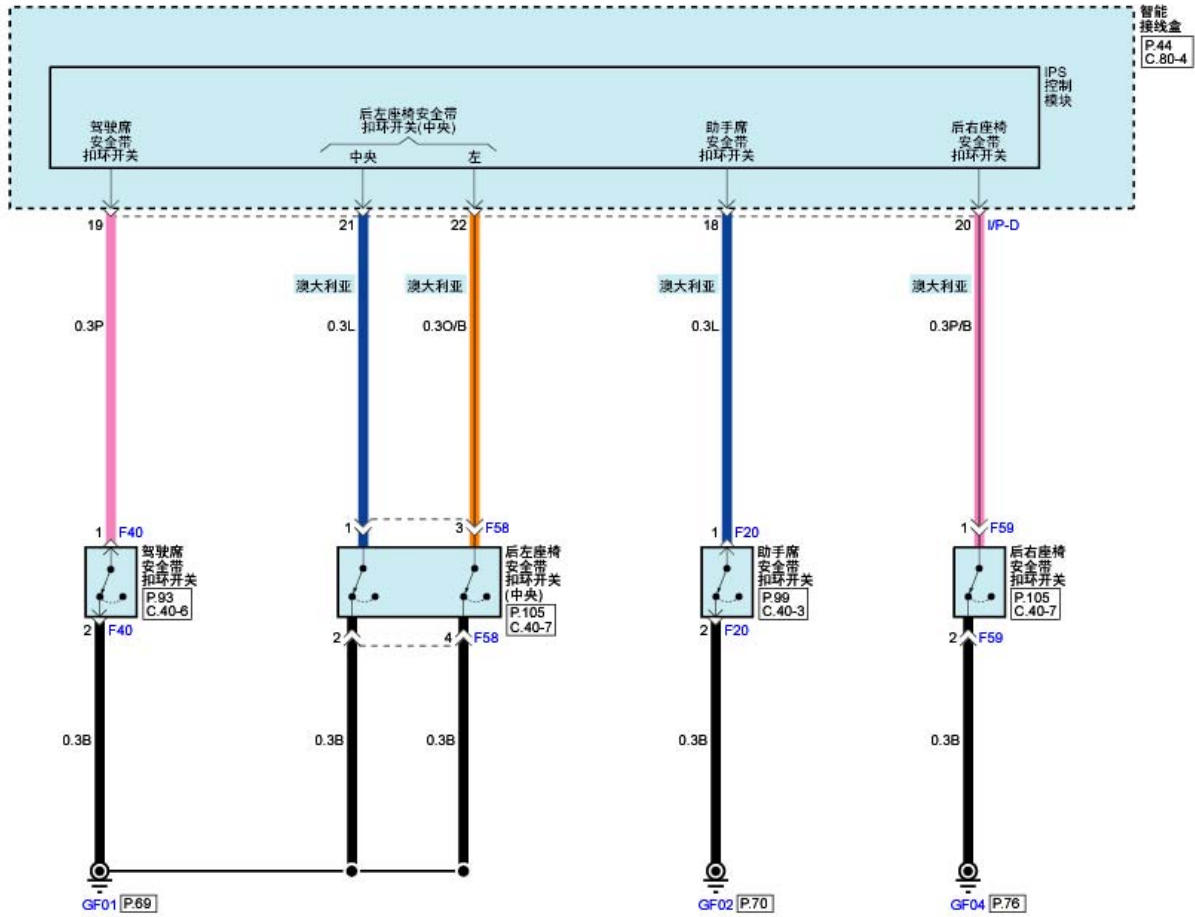 智能
接线盒
P.44
C.80-4
IPS
控制
模块
驾驶席
安全带
扣环开关
后左座椅安全带
扣环开关(中央)
中央
左
助手席
安全带
扣环开关
后右座椅
安全带
扣环开关
19
21
22
18
20
I/P-D
澳大利亚
澳大利亚
澳大利亚
澳大利亚
0.3P
0.3L
0.3O/B
0.3L
0.3P/B
1
F40
1
3
F58
1
F20
1
F59
驾驶席
安全带
扣环开关
P.93
C.40-6
后左座椅
安全带
扣环开关
(中央)
P.105
C.40-7
助手席
安全带
扣环开关
P.99
C.40-3
后右座椅
安全带
扣环开关
P.105
C.40-7
2
F40
2
4
F58
2
F20
2
F59
0.3B
0.3B
0.3B
0.3B
0.3B
GF01
P.69
GF02
P.70
GF04
P.76